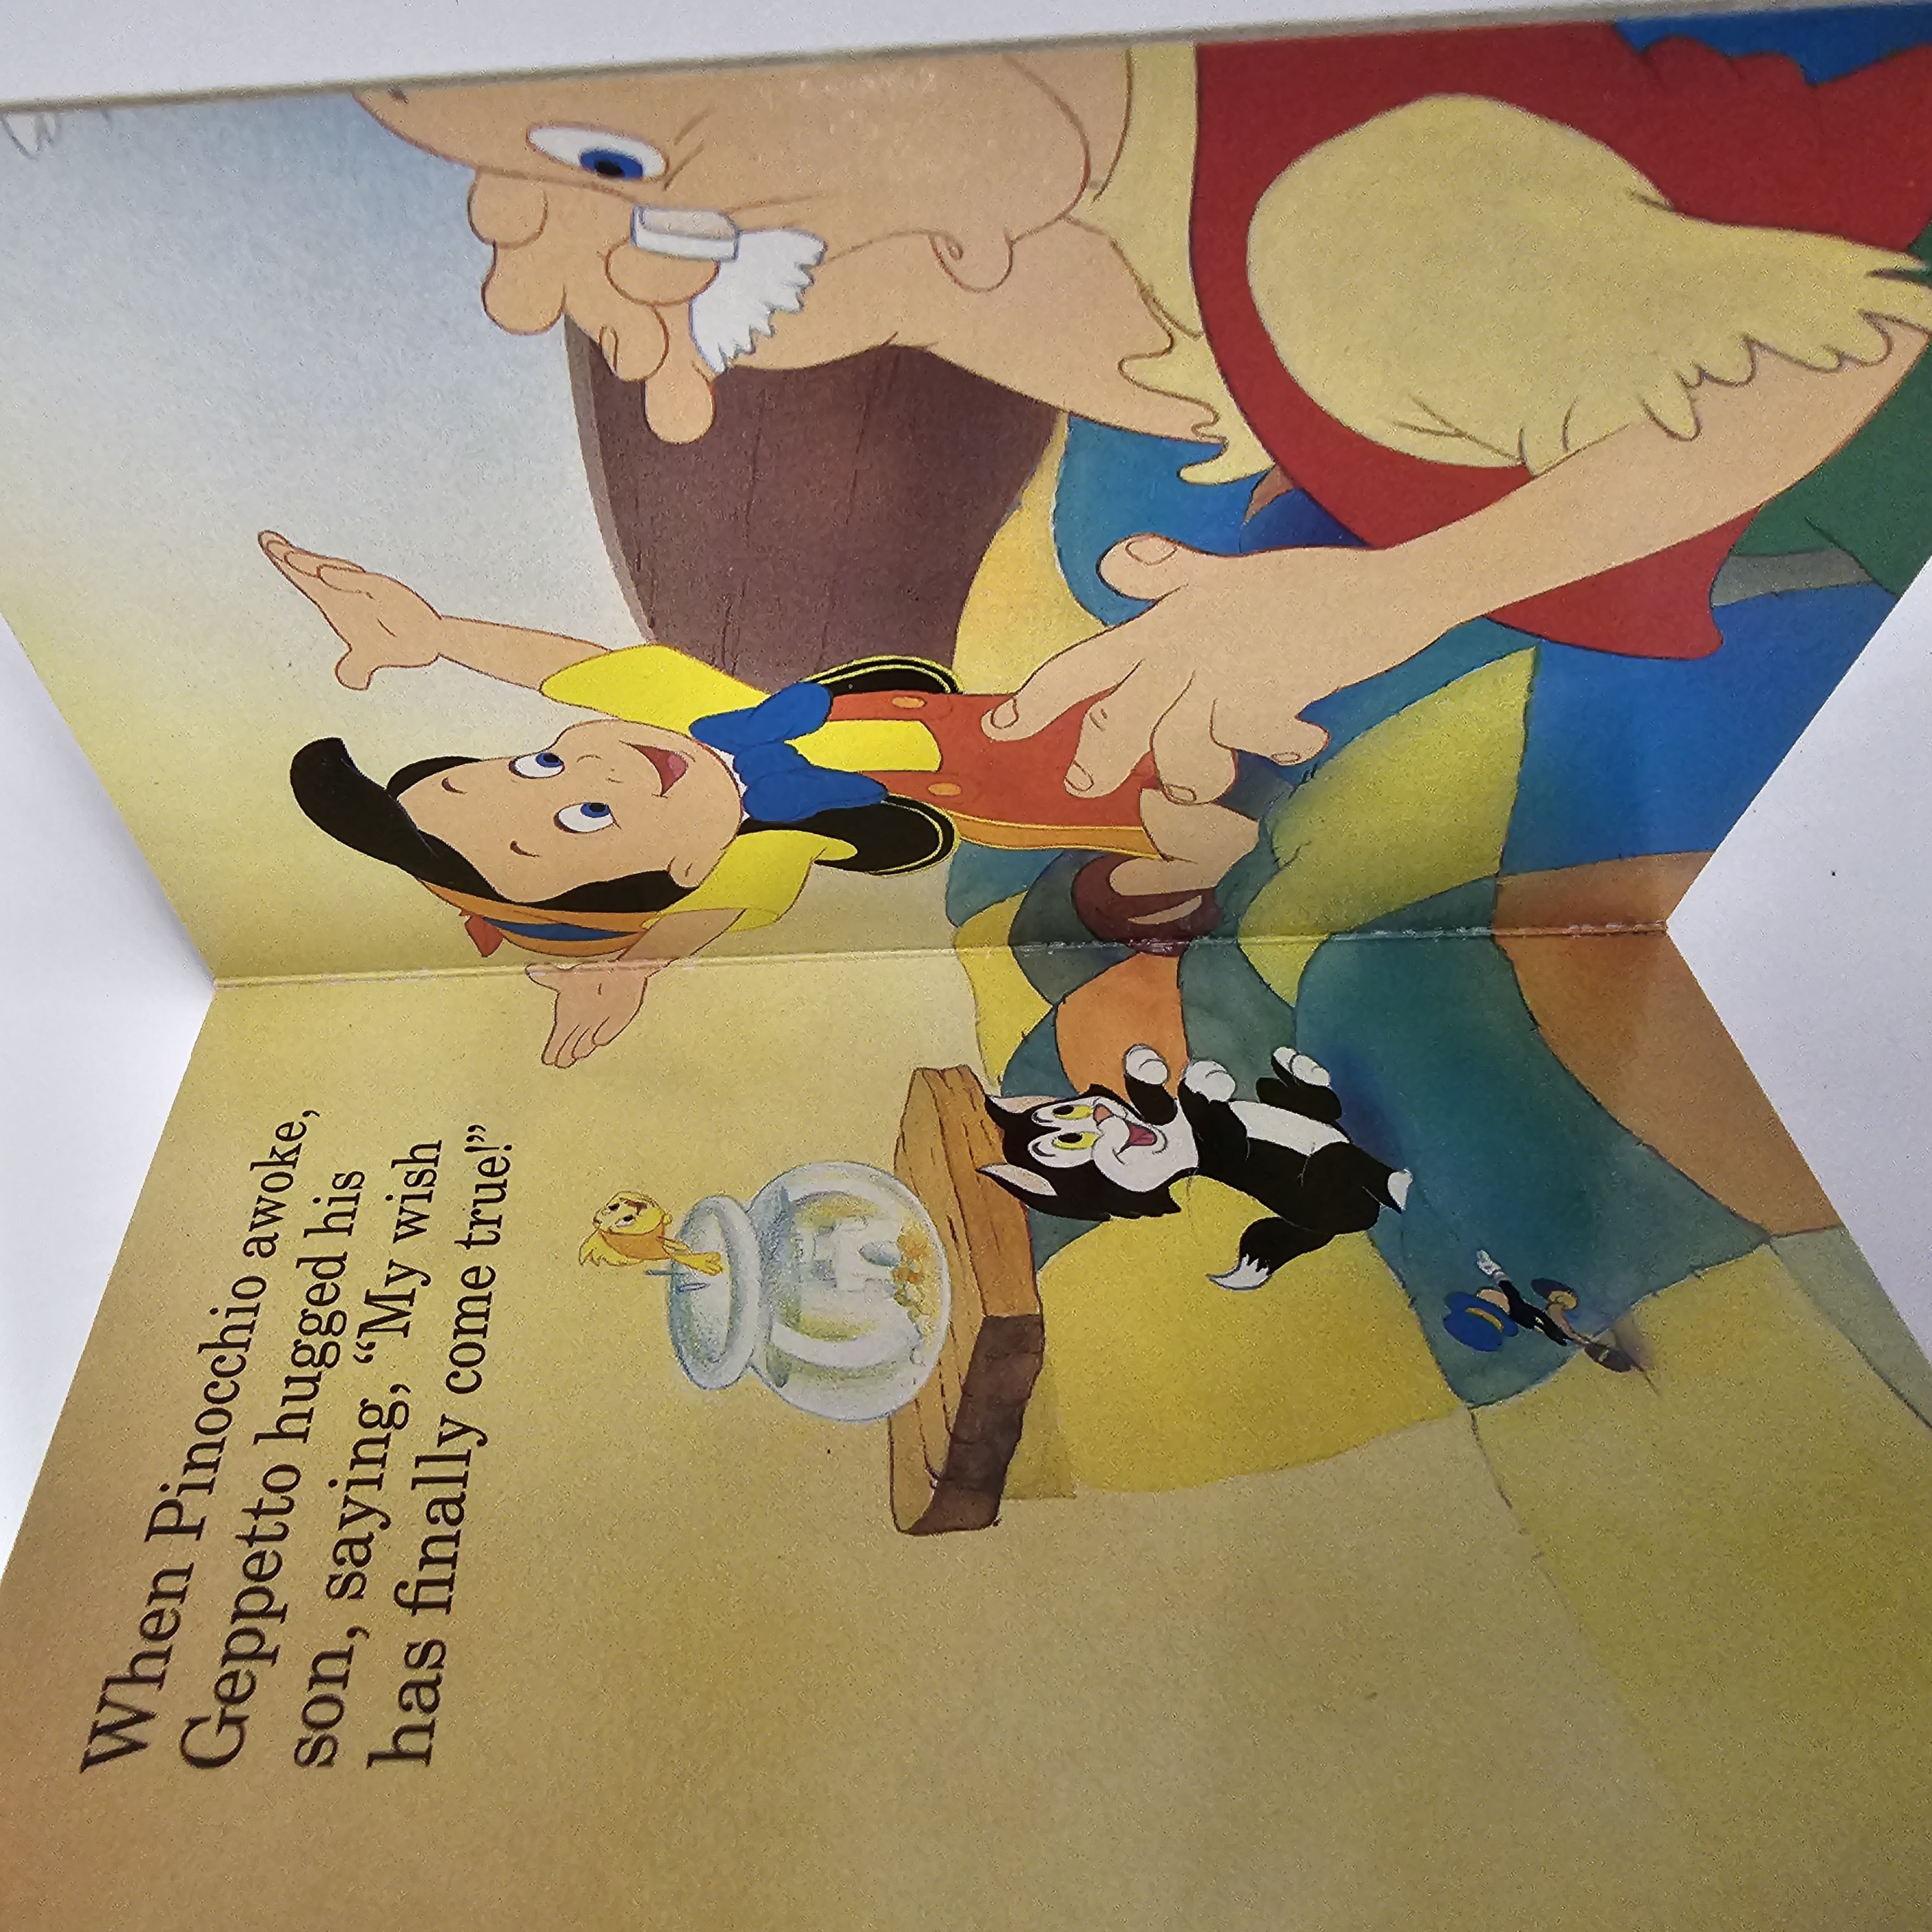 When Pinocchio awoke,
Geppetto hugged his
son, saying, “My wish
has finally come true!”